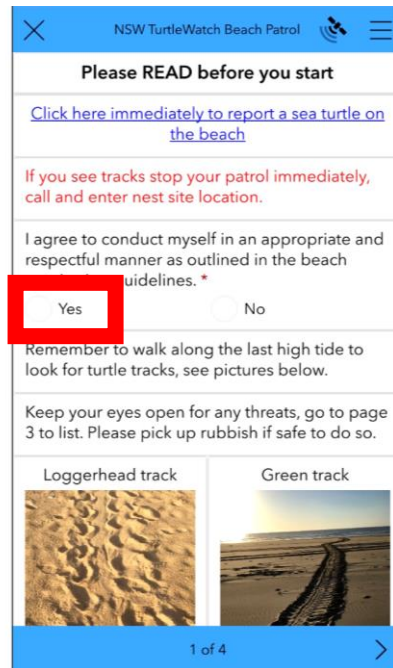 NSW TurtleWatch Beach Patrol
Please READ before you start
Click here immediately to report a sea turtle on
the beach
If you see tracks stop your patrol immediately,
call and enter nest site
location.
I agree to conduct myself in an appropriate and
respectful manner as outlined in the beach
guidelines. *
Yes
No
Remember to walk along the last high tide to
look for turtle tracks, see pictures below.
Keep your eyes open for any threats, go to page
3 to list. Please pick up rubbish if safe to do so.
Loggerhead track
Green track
1 of 4